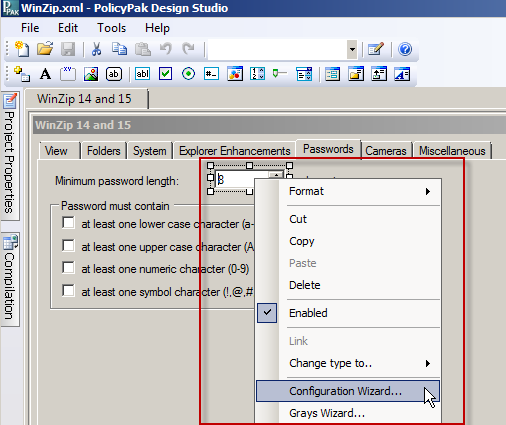 WinZip.xml - PolicyPak Design Studio
File Edit Tools Help
WinZip 14 and 15
Project Properties
Compilation
WinZip 14 and 15
View Folders System Explorer Enhancements Passwords Cameras Miscellaneous
Minimum password length: 8
Password must contain
at least one lower case character (a-
at least one upper case character (A
at least one numeric character (0-9)
at least one symbol character (!,@,#
Format
Cut
Copy
Paste
Delete
Enabled
Link
Change type to..
Configuration Wizard...
Grays Wizard...